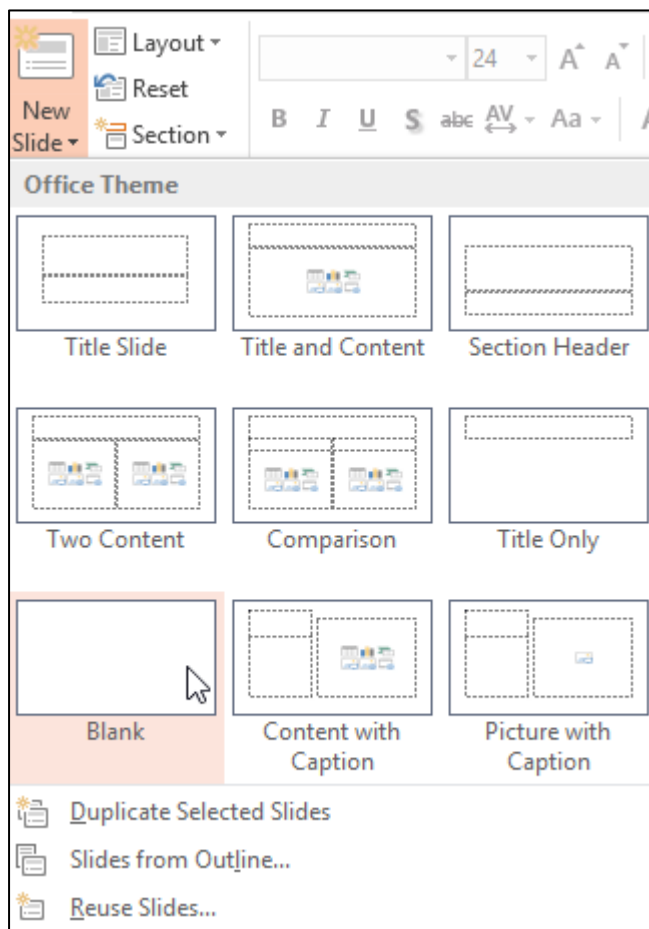 New
Slide
Layout
Reset
Section
24
A A
B I U S abc AV Aa
Office Theme
Title Slide
Title and Content
Section Header
Two Content
Comparison
Title Only
Blank
Content with
Caption
Picture with
Caption
Duplicate Selected Slides
Slides from Outline...
Reuse Slides...